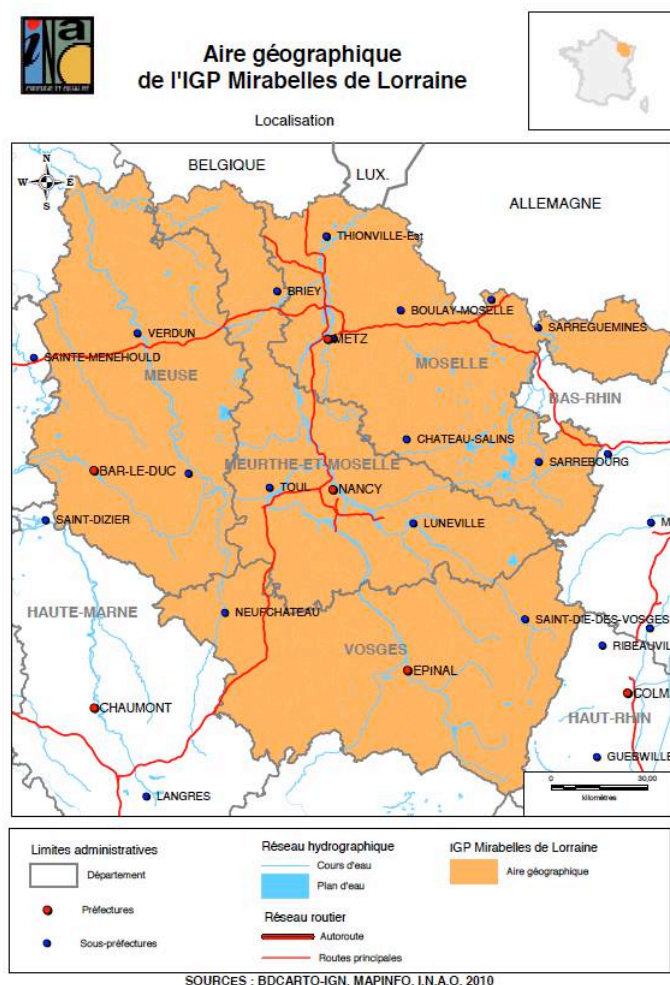 INAO
Aire géographique
de l'IGP Mirabelles de Lorraine
Localisation
BELGIQUE
LUX.
ALLEMAGNE
N
W E
S
THIONVILLE-Est
BRIEY
BOULAY-MOSELLE
VERDUN
SARREGUEMINES
METZ
SAINTE-MENEHOULD
MEUSE
MOSELLE
BAS-RHIN
CHATEAU-SALINS
MEURTHE-ET-MOSELLE
SARREBOURG
BAR-LE-DUC
TOUL
NANCY
SAINT-DIZIER
LUNEVILLE
M
HAUTE-MARNE
NEUFCHATEAU
SAINT-DIE-DES-VOSGES
VOSGES
RIBEAUVIL
EPINAL
COLM
CHAUMONT
HAUT-RHIN
GUEBWILLE
LANGRES
0 30,00
kilomètres
Limites administratives
Département
Préfectures
Sous-préfectures
Réseau hydrographique
Cours d'eau
Plan d'eau
Réseau routier
Autoroute
Routes principales
IGP Mirabelles de Lorraine
Aire géographique
SOURCES : BDCARTO-IGN, MAPINFO, I.N.A.O, 2010